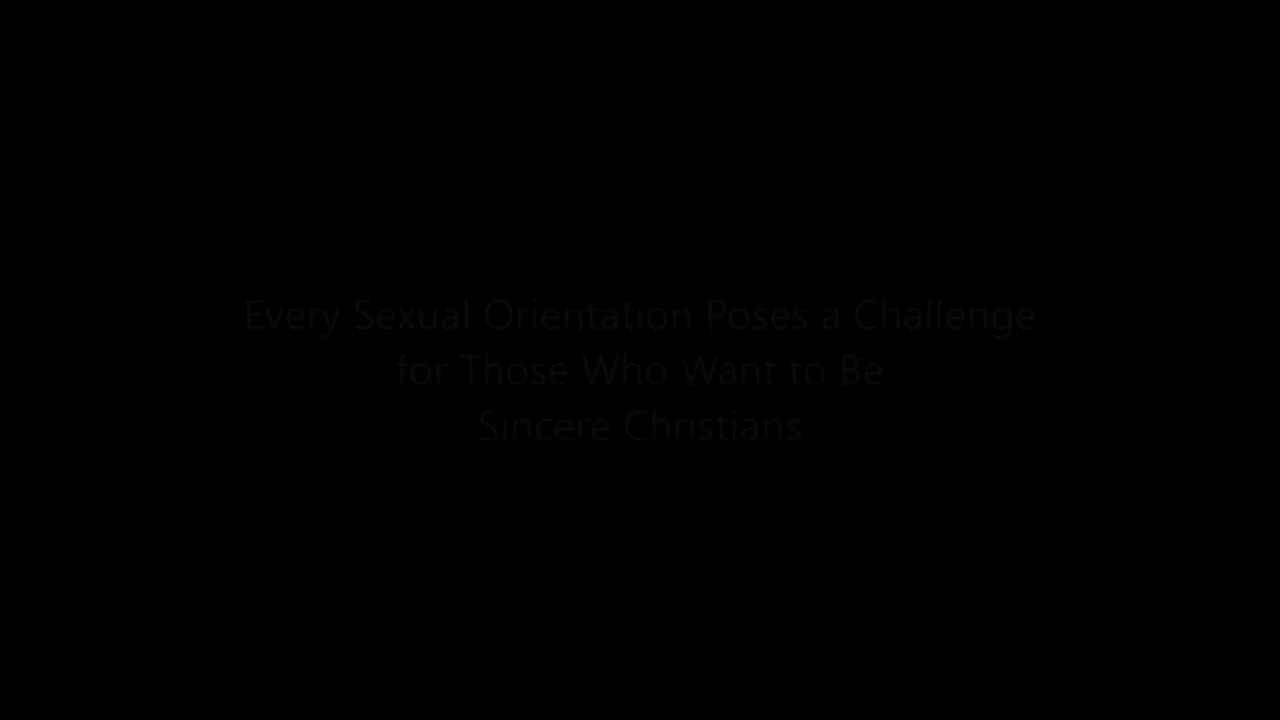 Every Sexual Orientation Poses a Challenge
for Those Who Want to Be
Sincere Christians